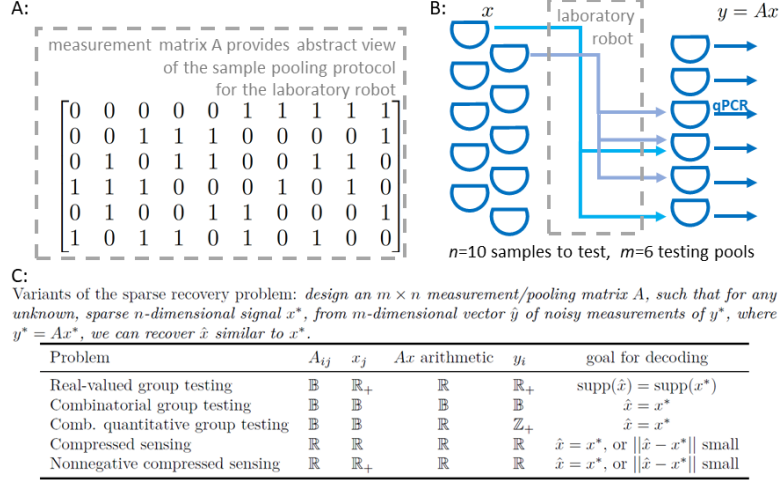 A:
measurement matrix A provides abstract view
of the sample pooling protocol
for the laboratory robot
0 0 0 0 0 1 1 1 1 1
0 0 1 1 1 0 0 0 0 1
0 1 0 1 1 0 0 1 1 0
1 1 1 0 0 0 1 0 1 0
0 1 0 0 1 1 0 0 0 1
1 0 1 1 0 1 0 1 0 0
B:
x
laboratory
robot
y = Ax
qPCR
n=10 samples to test, m=6 testing pools
C:
Variants of the sparse recovery problem: design an m × n measurement/pooling matrix A, such that for any
unknown, sparse n-dimensional signal x*, from m-dimensional vector ŷ of noisy measurements of y*, where
y* = Ax*, we can recover x̂ similar to x*.
Problem A_ij x_j Ax arithmetic y_i goal for decoding
Real-valued group testing 𝔹 ℝ₊ ℝ ℝ₊ supp(x̂) = supp(x*)
Combinatorial group testing 𝔹 𝔹 𝔹 𝔹 x̂ = x*
Comb. quantitative group testing 𝔹 𝔹 ℝ ℤ₊ x̂ = x*
Compressed sensing ℝ ℝ ℝ ℝ x̂ = x*, or ||x̂ − x*|| small
Nonnegative compressed sensing ℝ ℝ₊ ℝ ℝ x̂ = x*, or ||x̂ − x*|| small